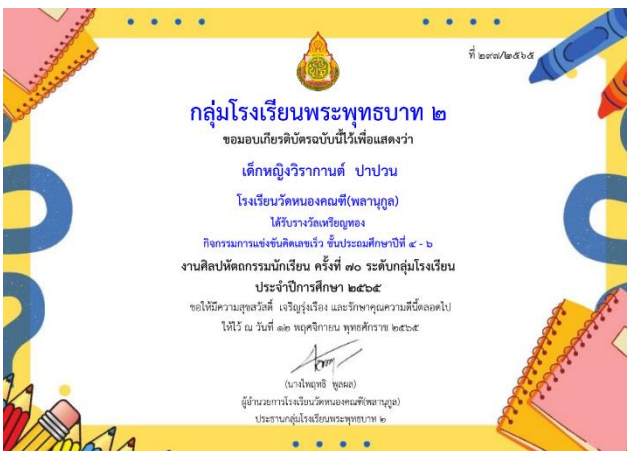 ที่ ๒๙๗/๒๕๖๕
กลุ่มโรงเรียนพระพุทธบาท ๒
ขอมอบเกียรติบัตรฉบับนี้ไว้เพื่อแสดงว่า
เด็กหญิงวิรากานต์ ปาปวน
โรงเรียนวัดหนองคณฑี(พลานุกูล)
ได้รับรางวัลเหรียญทอง
กิจกรรมการแข่งขันคิดเลขเร็ว ชั้นประถมศึกษาปีที่ ๔ - ๖
งานศิลปหัตถกรรมนักเรียน ครั้งที่ ๗๐ ระดับกลุ่มโรงเรียน
ประจำปีการศึกษา ๒๕๖๕
ขอให้มีความสุขสวัสดิ์ เจริญรุ่งเรือง และรักษาคุณความดีนี้ตลอดไป
ให้ไว้ ณ วันที่ ๑๒ พฤศจิกายน พุทธศักราช ๒๕๖๕
(นางไพฤทธิ พูลผล)
ผู้อำนวยการโรงเรียนวัดหนองคณฑี(พลานุกูล)
ประธานกลุ่มโรงเรียนพระพุทธบาท ๒